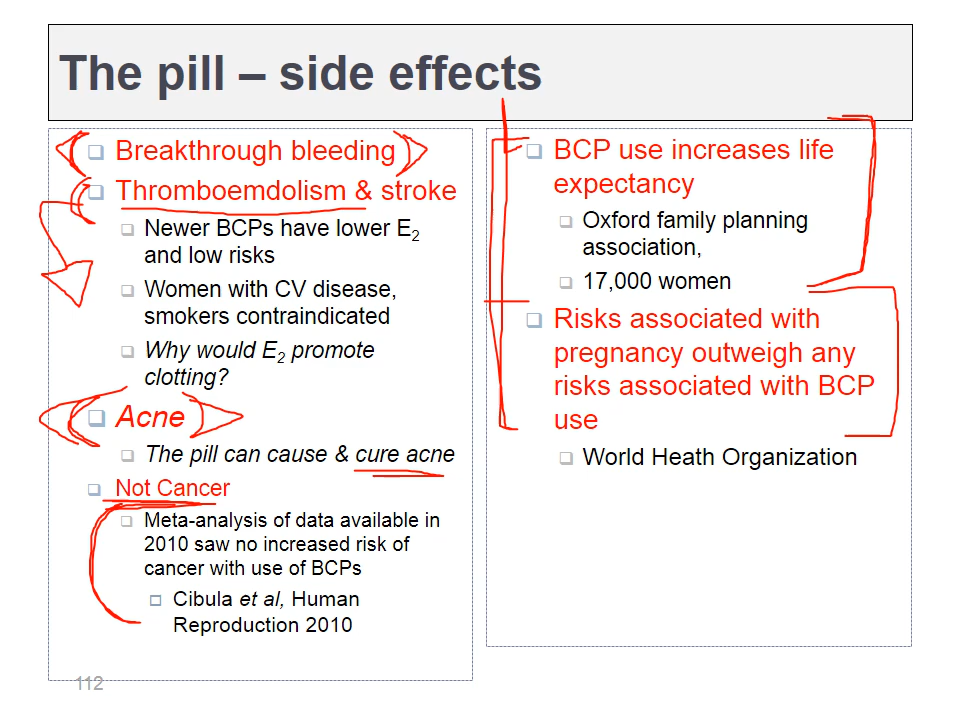 The pill – side effects
Breakthrough bleeding
Thromboemdolism & stroke
Newer BCPs have lower E2
and low risks
Women with CV disease,
smokers contraindicated
Why would E2 promote
clotting?
Acne
The pill can cause & cure acne
Not Cancer
Meta-analysis of data available in
2010 saw no increased risk of
cancer with use of BCPs
Cibula et al, Human
Reproduction 2010
BCP use increases life
expectancy
Oxford family planning
association,
17,000 women
Risks associated with
pregnancy outweigh any
risks associated with BCP
use
World Heath Organization
112